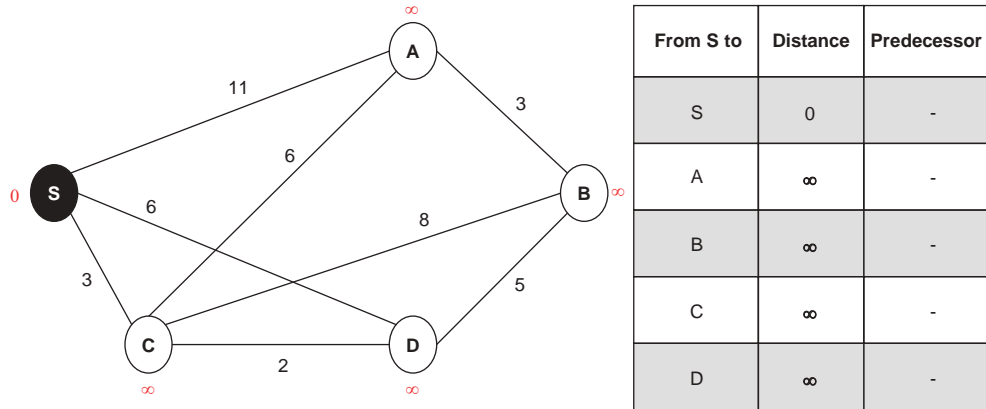 ∞
A
11
3
6
0
S
6
B
∞
8
3
5
C
D
2
∞
∞
From S to Distance Predecessor
S 0 -
A ∞ -
B ∞ -
C ∞ -
D ∞ -